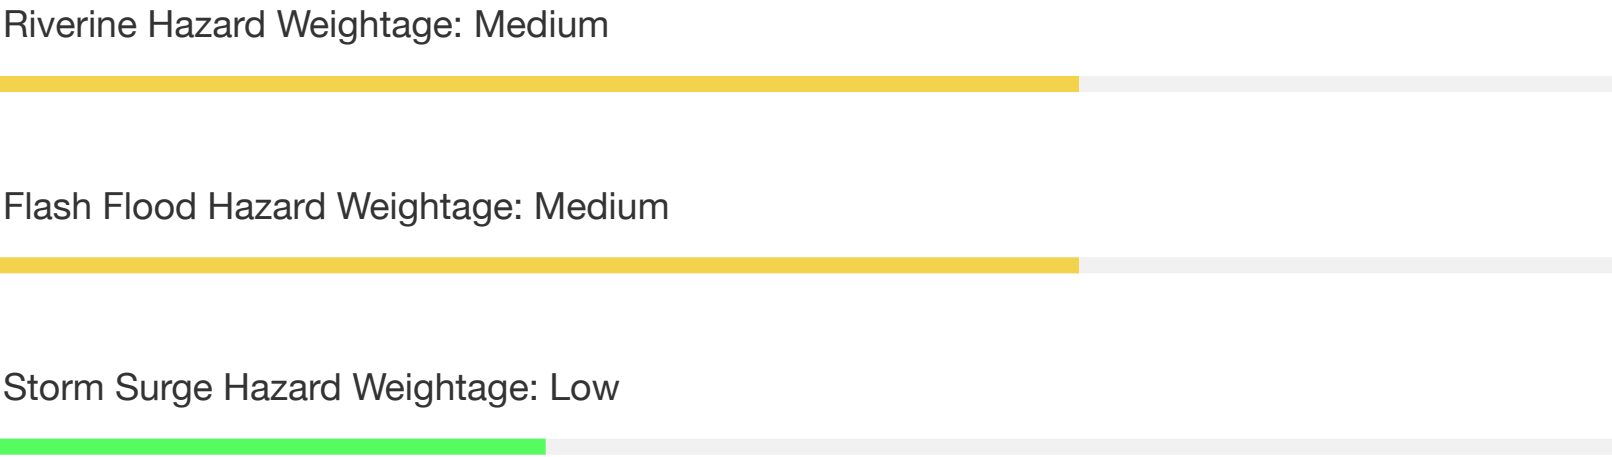 Riverine Hazard Weightage: Medium
Flash Flood Hazard Weightage: Medium
Storm Surge Hazard Weightage: Low